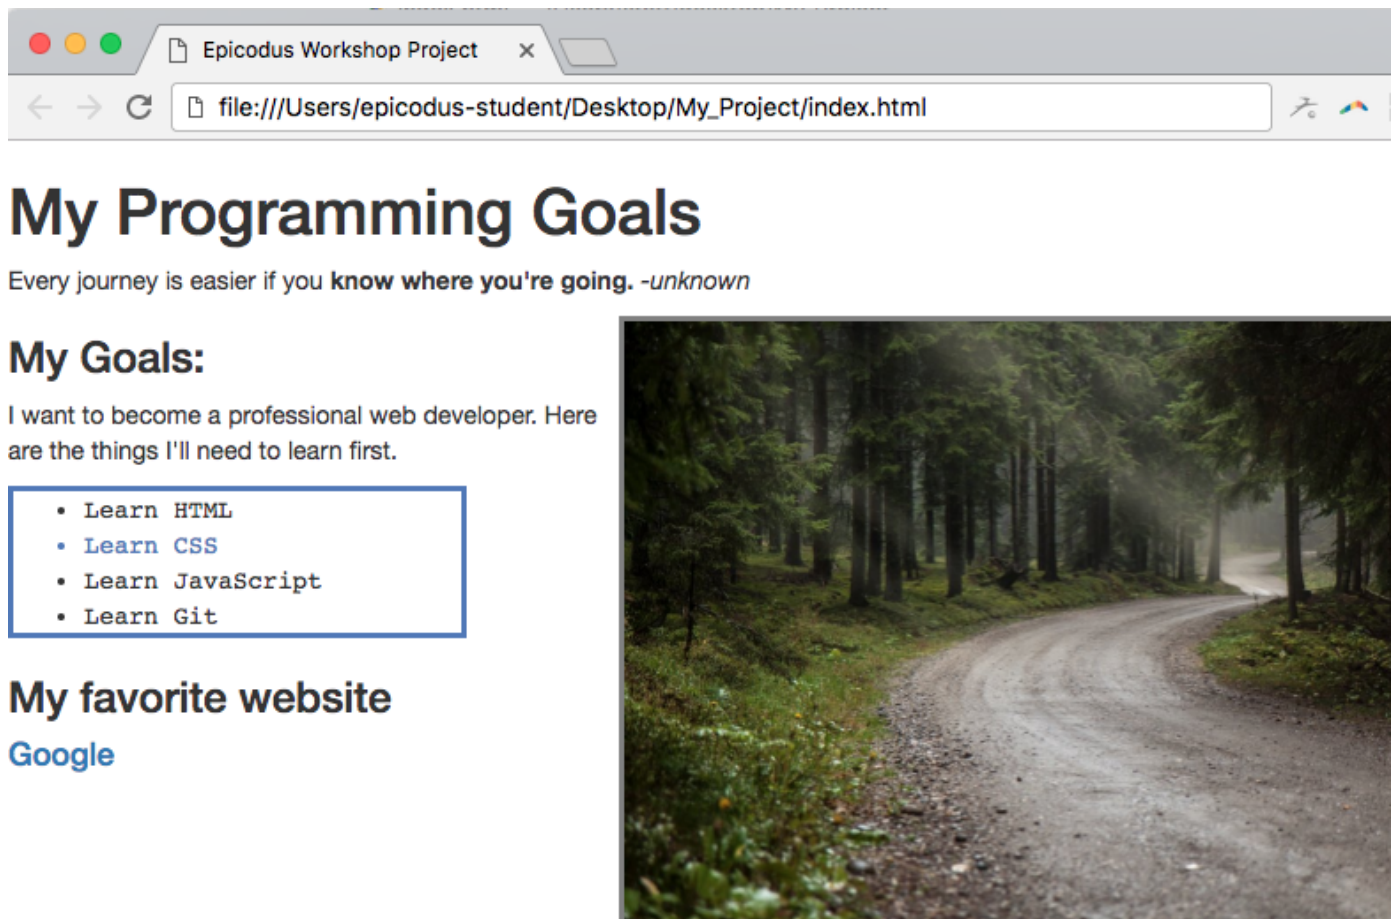 Epicodus Workshop Project
file:///Users/epicodus-student/Desktop/My_Project/index.html
My Programming Goals
Every journey is easier if you know where you're going. -unknown
My Goals:
I want to become a professional web developer. Here
are the things I'll need to learn first.
• Learn HTML
• Learn CSS
• Learn JavaScript
• Learn Git
My favorite website
Google